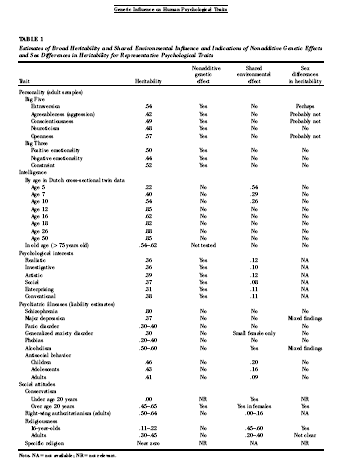 Genetic Influence on Human Psychological Traits
TABLE 1
Estimates of Broad Heritability and Shared Environmental Influence and Indications of Nonadditive Genetic Effects
and Sex Differences in Heritability for Representative Psychological Traits
Nonadditive Shared Sex
genetic environmental differences
Trait Heritability effect effect in heritability
Personality (adult samples)
Big Five
Extraversion .54 Yes No Perhaps
Agreeableness (aggression) .42 Yes No Probably not
Conscientiousness .49 Yes No Probably not
Neuroticism .48 Yes No No
Openness .57 Yes No Probably not
Big Three
Positive emotionality .50 Yes No No
Negative emotionality .44 Yes No No
Constraint .52 Yes No No
Intelligence
By age in Dutch cross-sectional twin data
Age 5 .22 No .54 No
Age 7 .40 No .29 No
Age 10 .54 No .26 No
Age 12 .85 No No No
Age 16 .62 No No No
Age 18 .82 No No No
Age 26 .88 No No No
Age 50 .85 No No No
In old age (> 75 years old) .54–.62 Not tested No No
Psychological interests
Realistic .36 Yes .12 NA
Investigative .36 Yes .10 NA
Artistic .39 Yes .12 NA
Social .37 Yes .08 NA
Enterprising .31 Yes .11 NA
Conventional .38 Yes .11 NA
Psychiatric illnesses (liability estimates)
Schizophrenia .80 No No No
Major depression .37 No No Mixed findings
Panic disorder .30–.40 No No No
Generalized anxiety disorder .30 No Small female only No
Phobias .20–.40 No No No
Alcoholism .50–.60 No Yes Mixed findings
Antisocial behavior
Children .46 No .20 No
Adolescents .43 No .16 No
Adults .41 No .09 No
Social attitudes
Conservatism
Under age 20 years .00 NR Yes NR
Over age 20 years .45–.65 Yes Yes in females Yes
Right-wing authoritarianism (adults) .50–.64 No .00–.16 NA
Religiousness
16-year-olds .11–.22 No .45–.60 Yes
Adults .30–.45 No .20–.40 Not clear
Specific religion Near zero NR NA NR
Note. NA = not available; NR = not relevant.